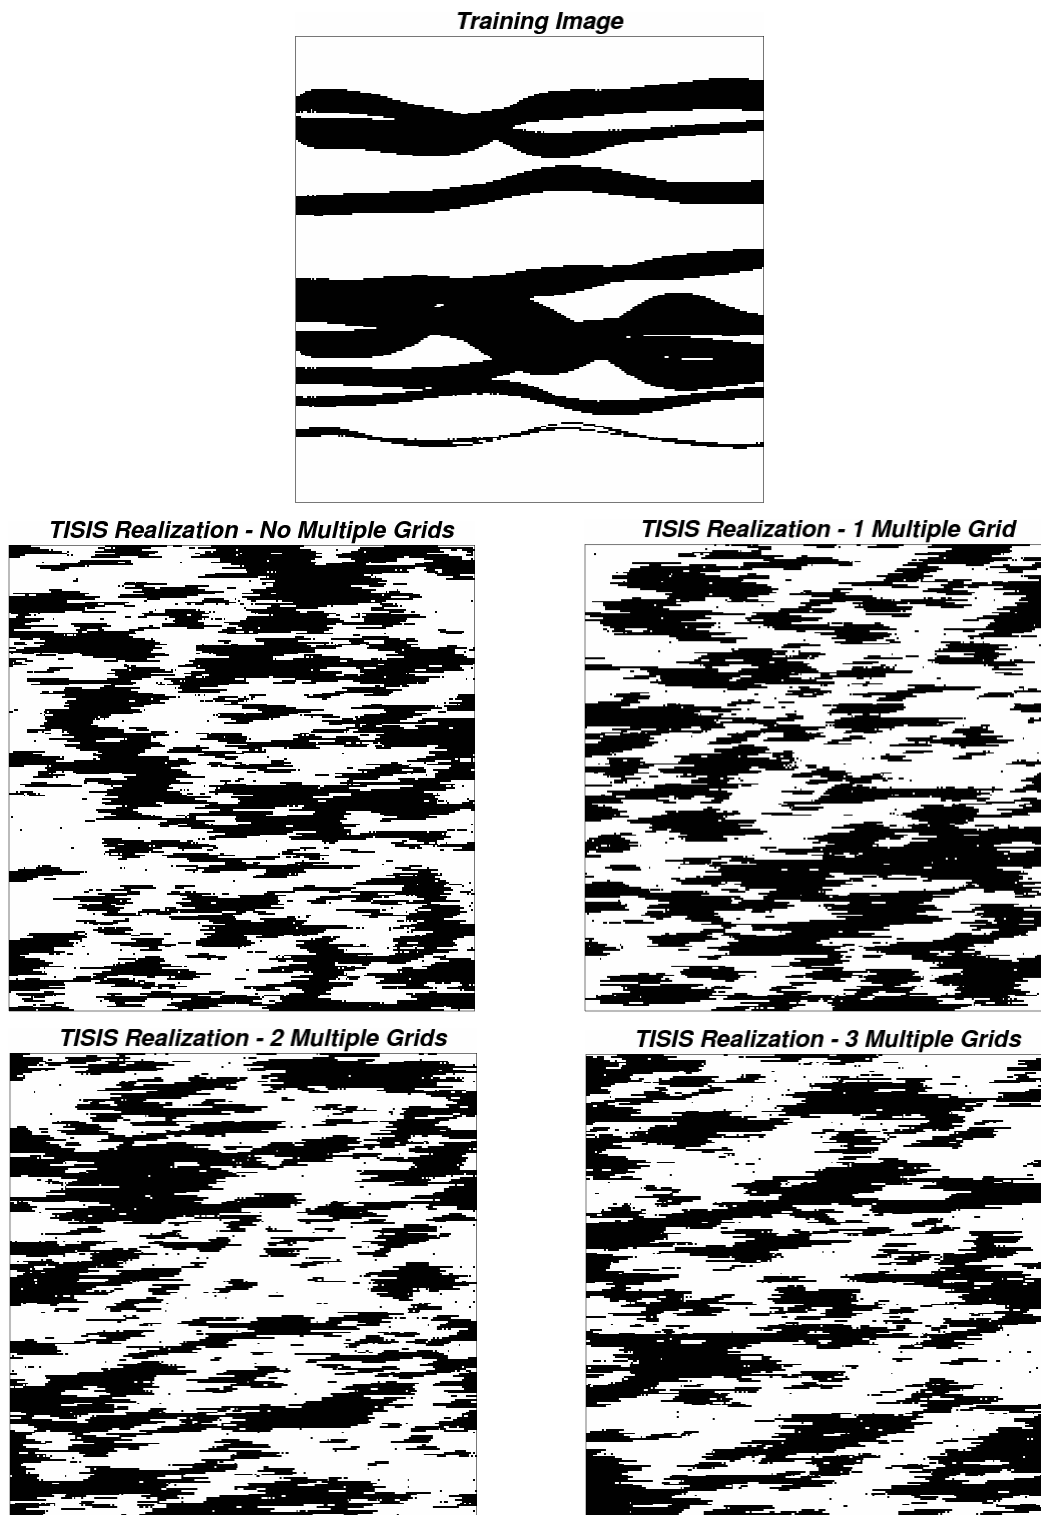 Training Image
TISIS Realization - No Multiple Grids
TISIS Realization - 1 Multiple Grid
TISIS Realization - 2 Multiple Grids
TISIS Realization - 3 Multiple Grids